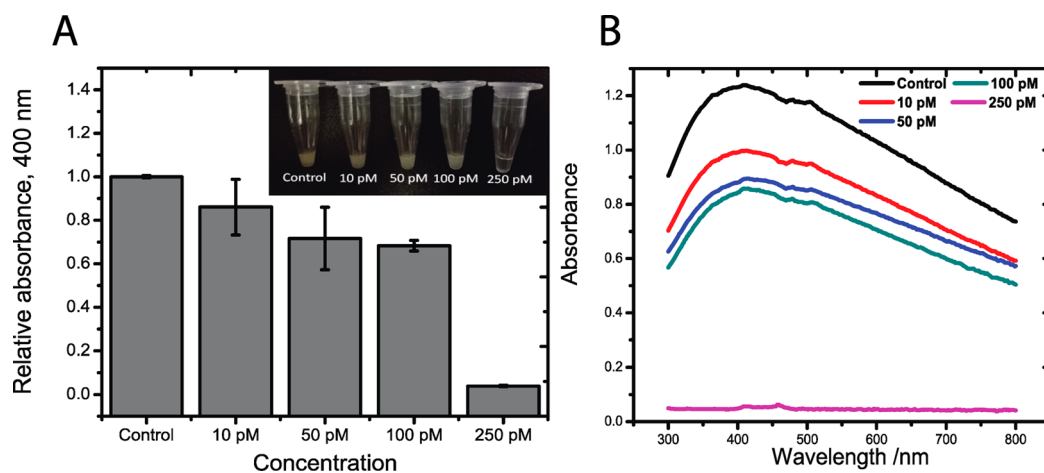 A
Relative absorbance, 400 nm
1.4
1.2
1.0
0.8
0.6
0.4
0.2
0.0
Control 10 pM 50 pM 100 pM 250 pM
Control 10 pM 50 pM 100 pM 250 pM
Concentration
B
Absorbance
1.2
1.0
0.8
0.6
0.4
0.2
0.0
Control
10 pM
50 pM
100 pM
250 pM
300 400 500 600 700 800
Wavelength /nm